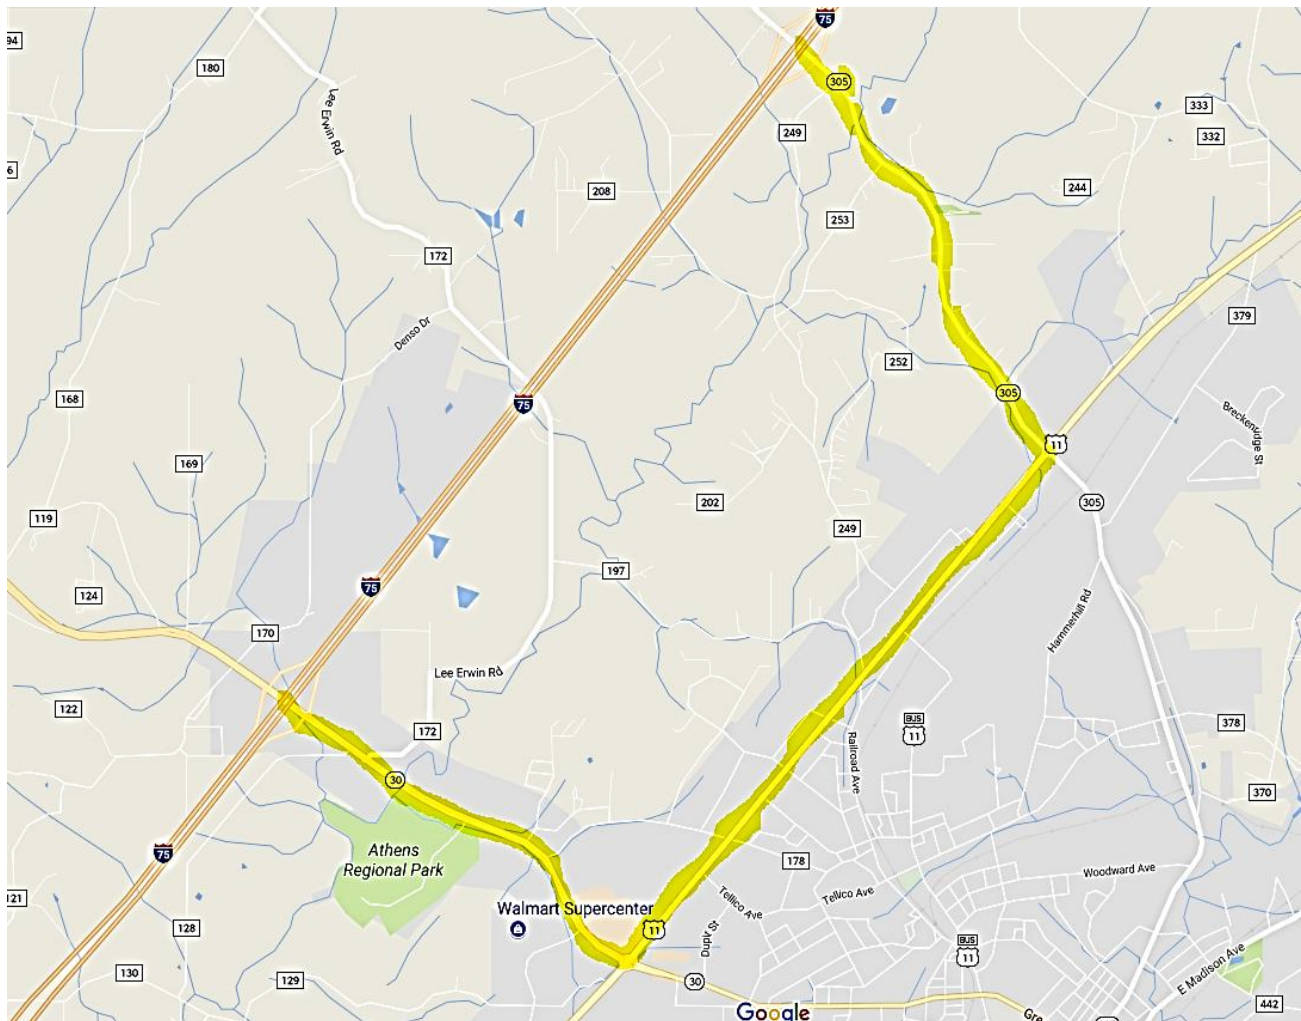 75
94
180
305
Lee Erwin Rd
333
249
332
6
208
244
253
172
379
Denso Dr
252
168
75
305
Breckenridge St
11
169
202
305
119
249
197
75
124
Hammerhill Rd
170
Lee Erwin Rd
122
378
172
BUS
11
Railroad Ave
30
370
Athens
Regional Park
75
178
Woodward Ave
121
Tellico Ave
Tellico Ave
Walmart Supercenter
128
11
Dupv St
BUS
11
E Madison Ave
130
129
30
442
Google
Gre